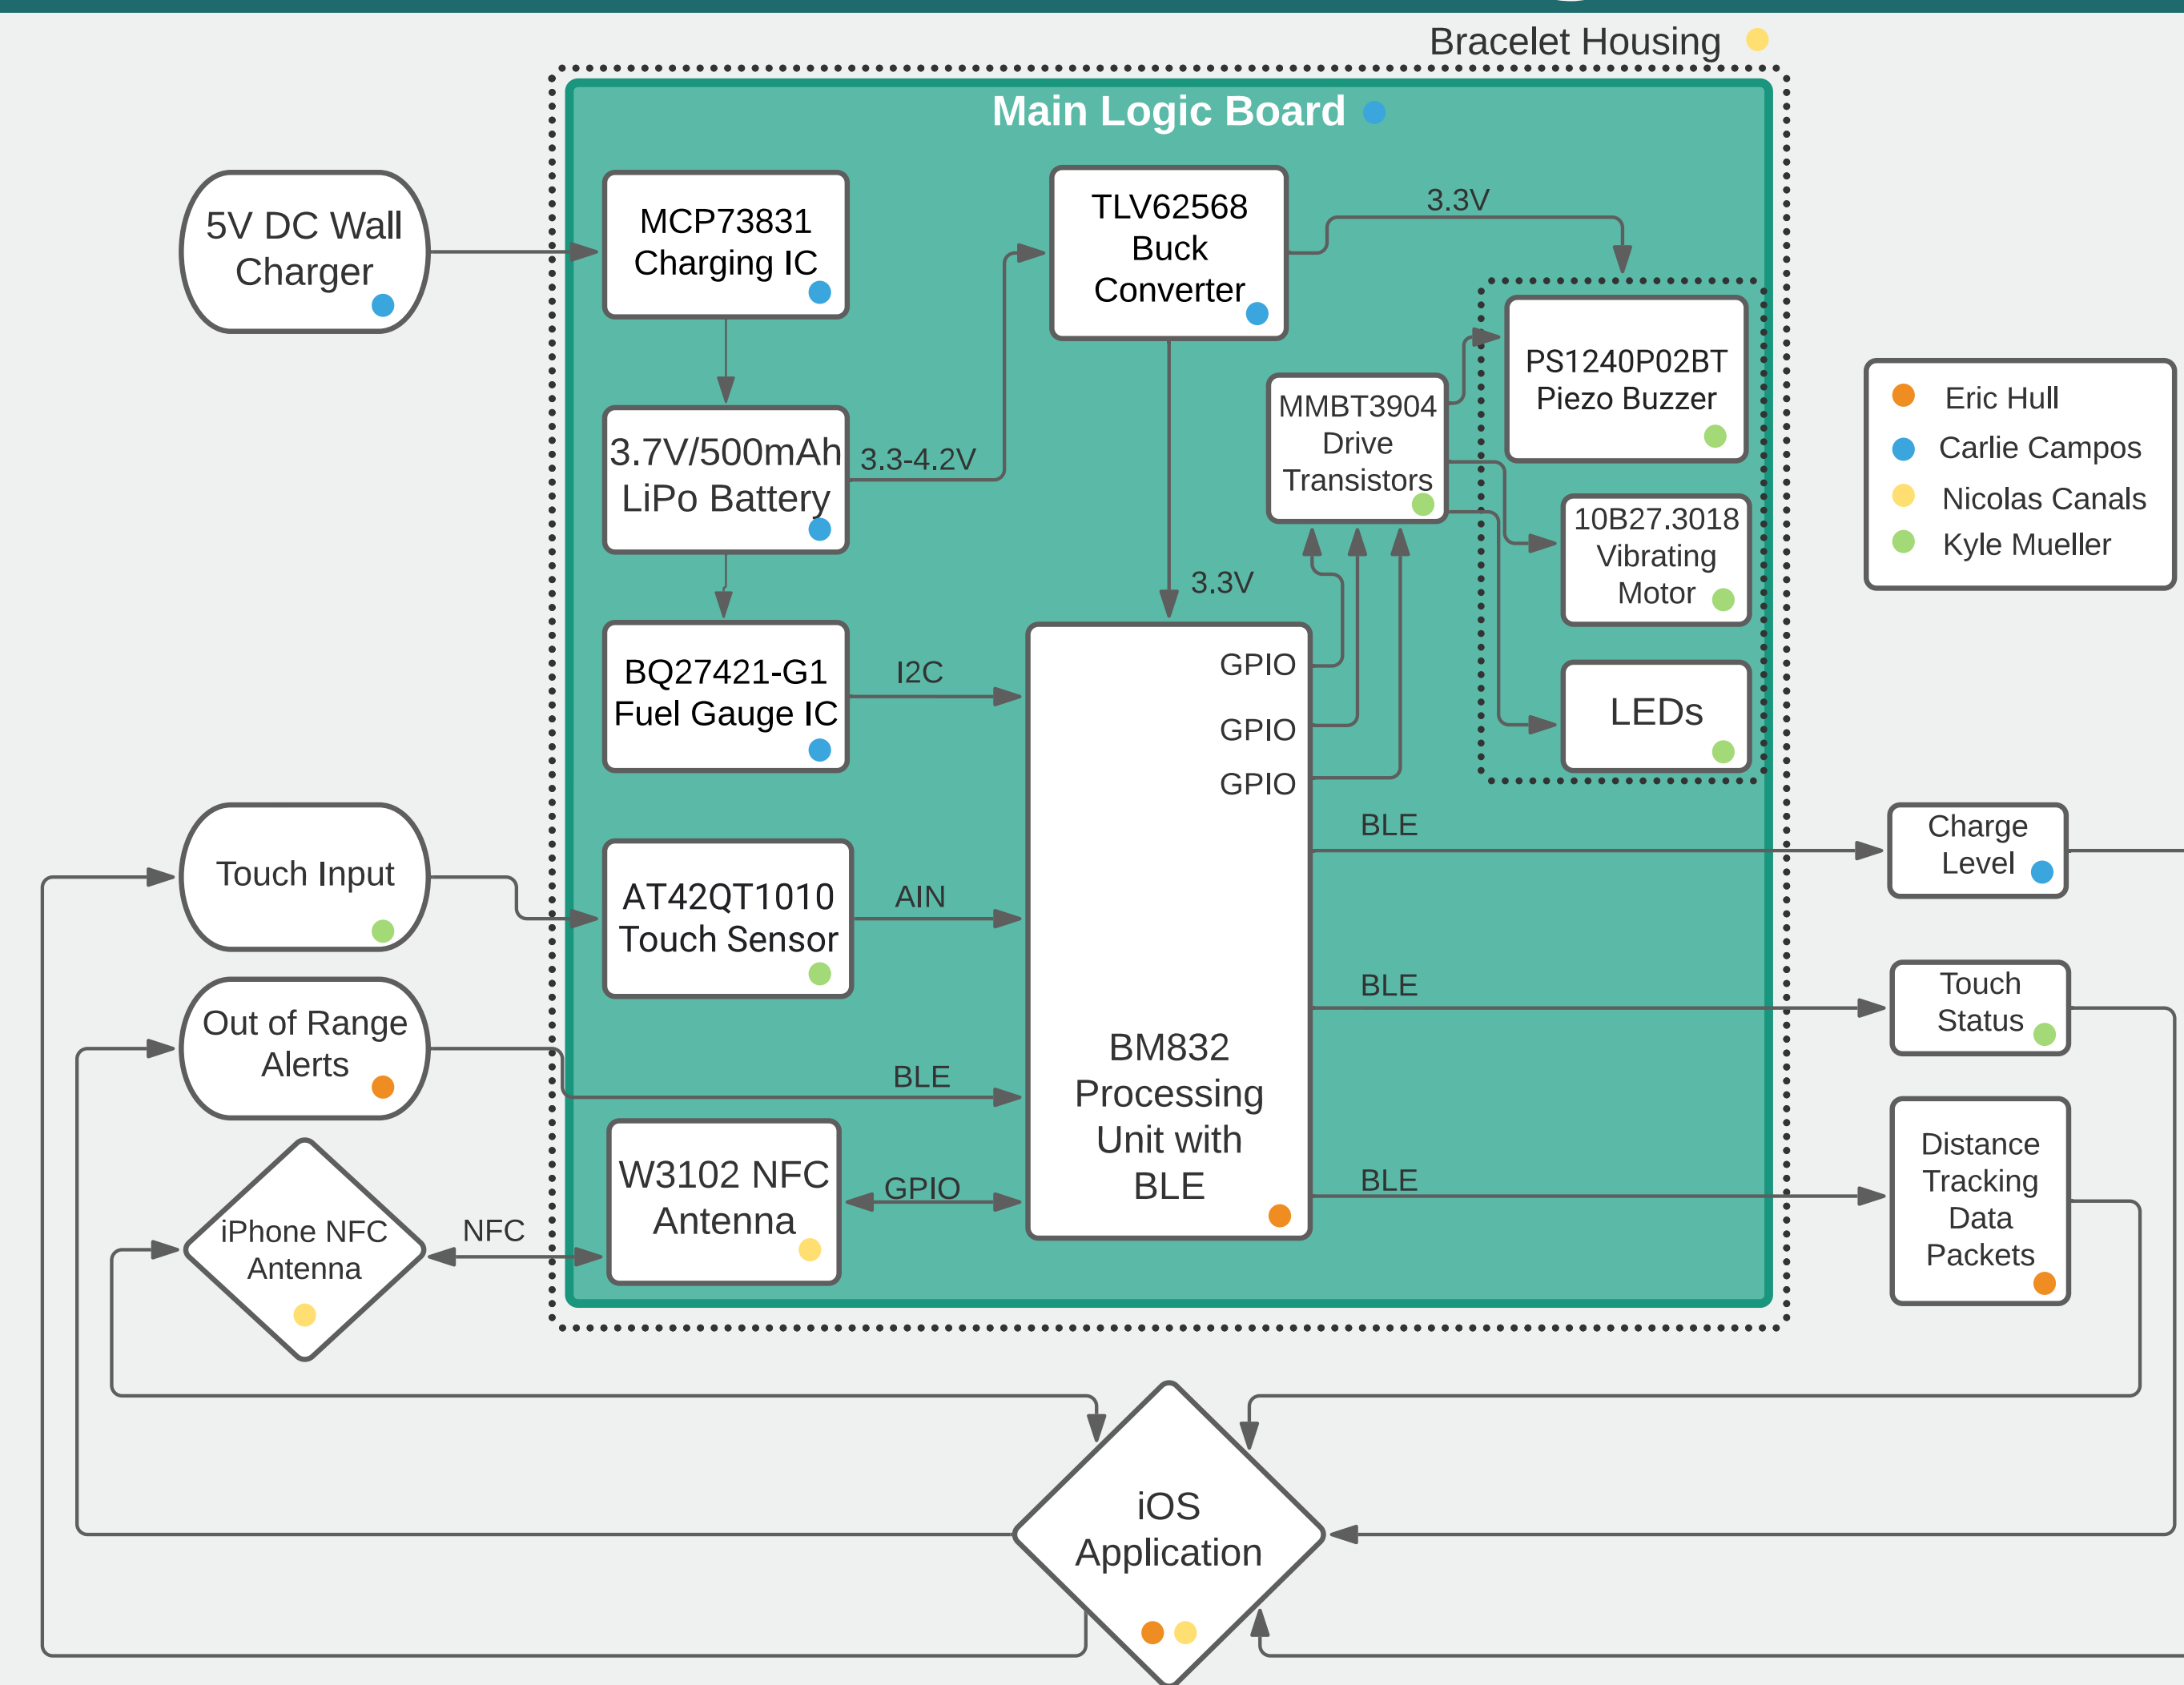 Bracelet Housing
Main Logic Board
5V DC Wall
Charger
MCP73831
Charging IC
TLV62568
Buck
Converter
3.3V
PS1240P02BT
Piezo Buzzer
MMBT3904
Drive
Transistors
3.7V/500mAh
LiPo Battery
3.3-4.2V
10B27.3018
Vibrating
Motor
Eric Hull
Carlie Campos
Nicolas Canals
Kyle Mueller
3.3V
BQ27421-G1
Fuel Gauge IC
I2C
GPIO
GPIO
GPIO
LEDs
Touch Input
AT42QT1010
Touch Sensor
AIN
BLE
Charge
Level
Out of Range
Alerts
BLE
BLE
Touch
Status
BM832
Processing
Unit with
BLE
iPhone NFC
Antenna
NFC
W3102 NFC
Antenna
GPIO
BLE
Distance
Tracking
Data
Packets
iOS
Application